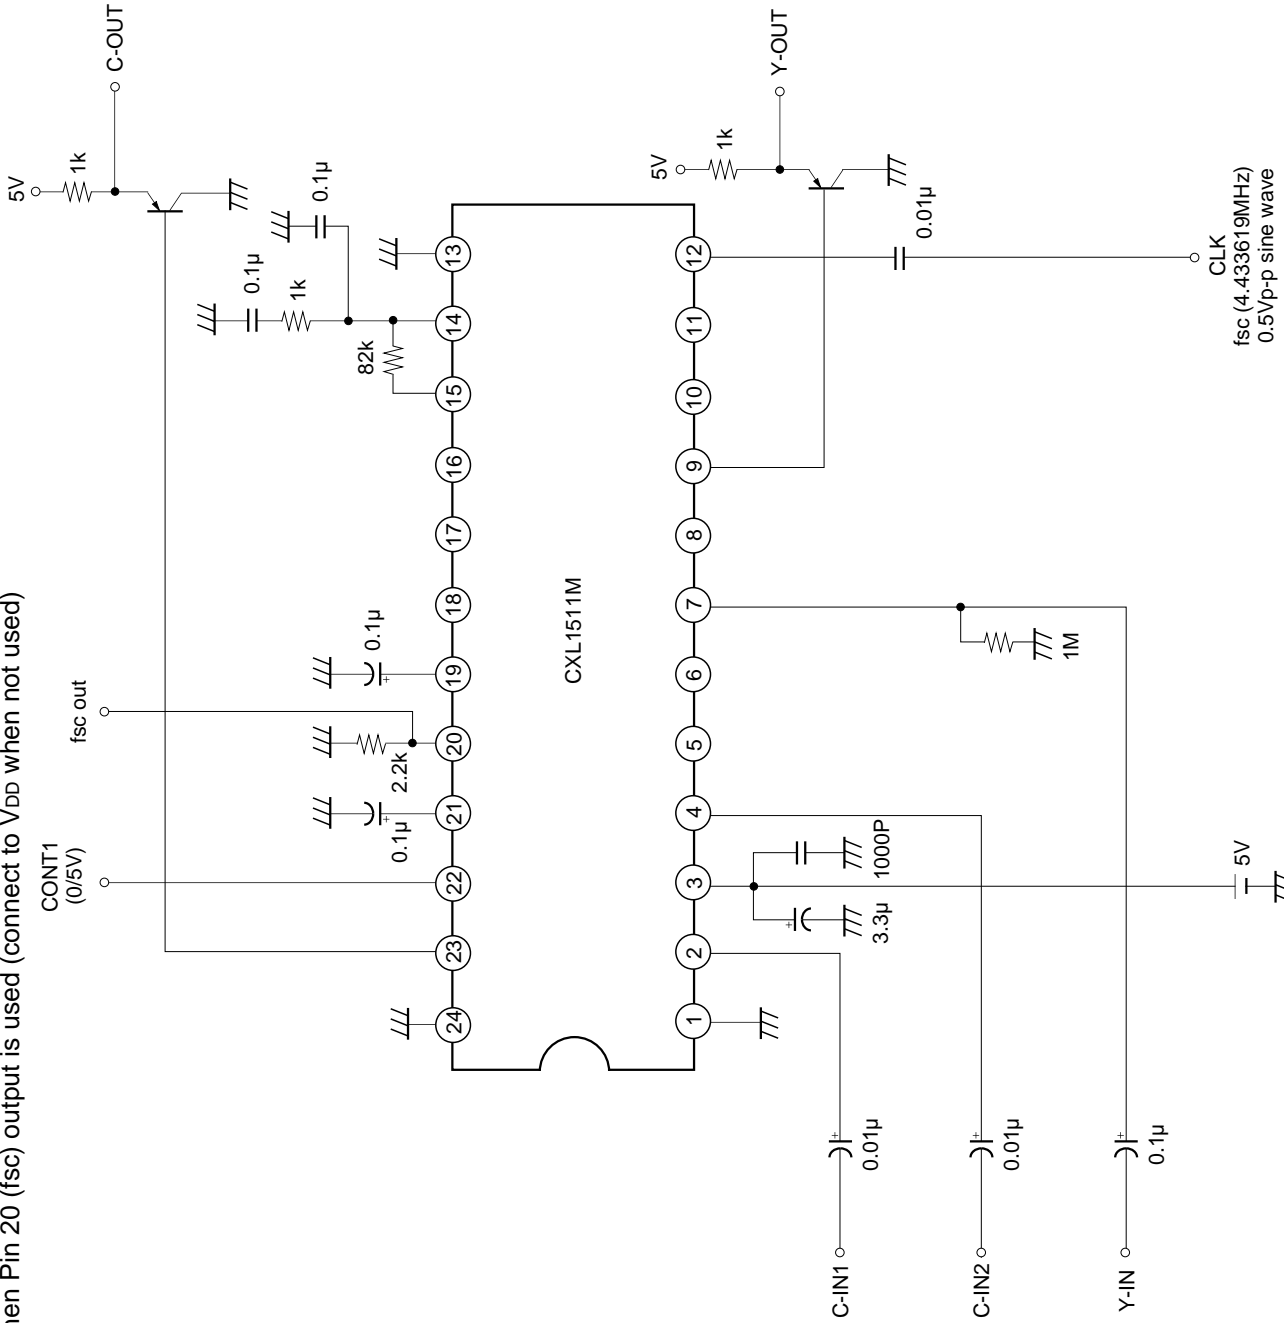 Pin 20 (fsc) output is used (connect to VDD when not used)
CONT1
(0/5V)
fsc out
5V
1k
C-OUT
0.1µ
2.2k
0.1µ
82k
1k
0.1µ
0.1µ
24
23
22
21
20
19
18
17
16
15
14
13
CXL1511M
1
2
3
4
5
6
7
8
9
10
11
12
3.3µ
1000P
5V
1M
5V
1k
Y-OUT
0.01µ
CLK
fsc (4.433619MHz)
0.5Vp-p sine wave
C-IN1
0.01µ
C-IN2
0.01µ
Y-IN
0.1µ